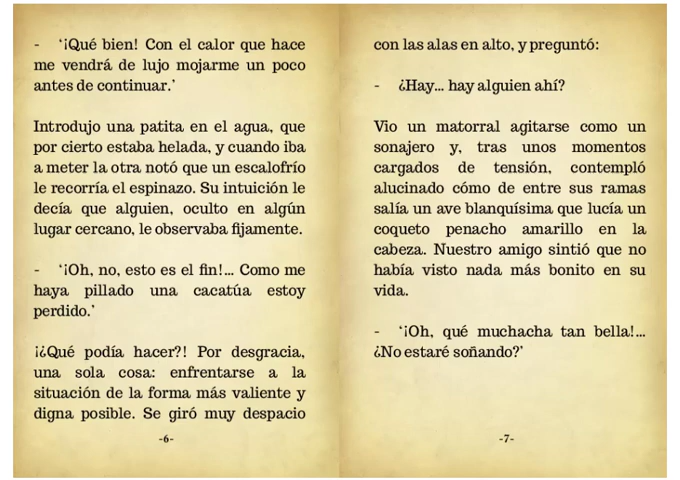 - ‘¡Qué bien! Con el calor que hace
me vendrá de lujo mojarme un poco
antes de continuar.’
Introdujo una patita en el agua, que
por cierto estaba helada, y cuando iba
a meter la otra notó que un escalofrío
le recorría el espinazo. Su intuición le
decía que alguien, oculto en algún
lugar cercano, le observaba fijamente.
- ‘¡Oh, no, esto es el fin!... Como me
haya pillado una cacatúa estoy
perdido.’
¡¿Qué podía hacer?! Por desgracia,
una sola cosa: enfrentarse a la
situación de la forma más valiente y
digna posible. Se giró muy despacio
-6-
con las alas en alto, y preguntó:
- ¿Hay... hay alguien ahí?
Vio un matorral agitarse como un
sonajero y, tras unos momentos
cargados de tensión, contempló
alucinado cómo de entre sus ramas
salía un ave blanquísima que lucía un
coqueto penacho amarillo en la
cabeza. Nuestro amigo sintió que no
había visto nada más bonito en su
vida.
- ‘¡Oh, qué muchacha tan bella!...
¿No estaré soñando?’
-7-